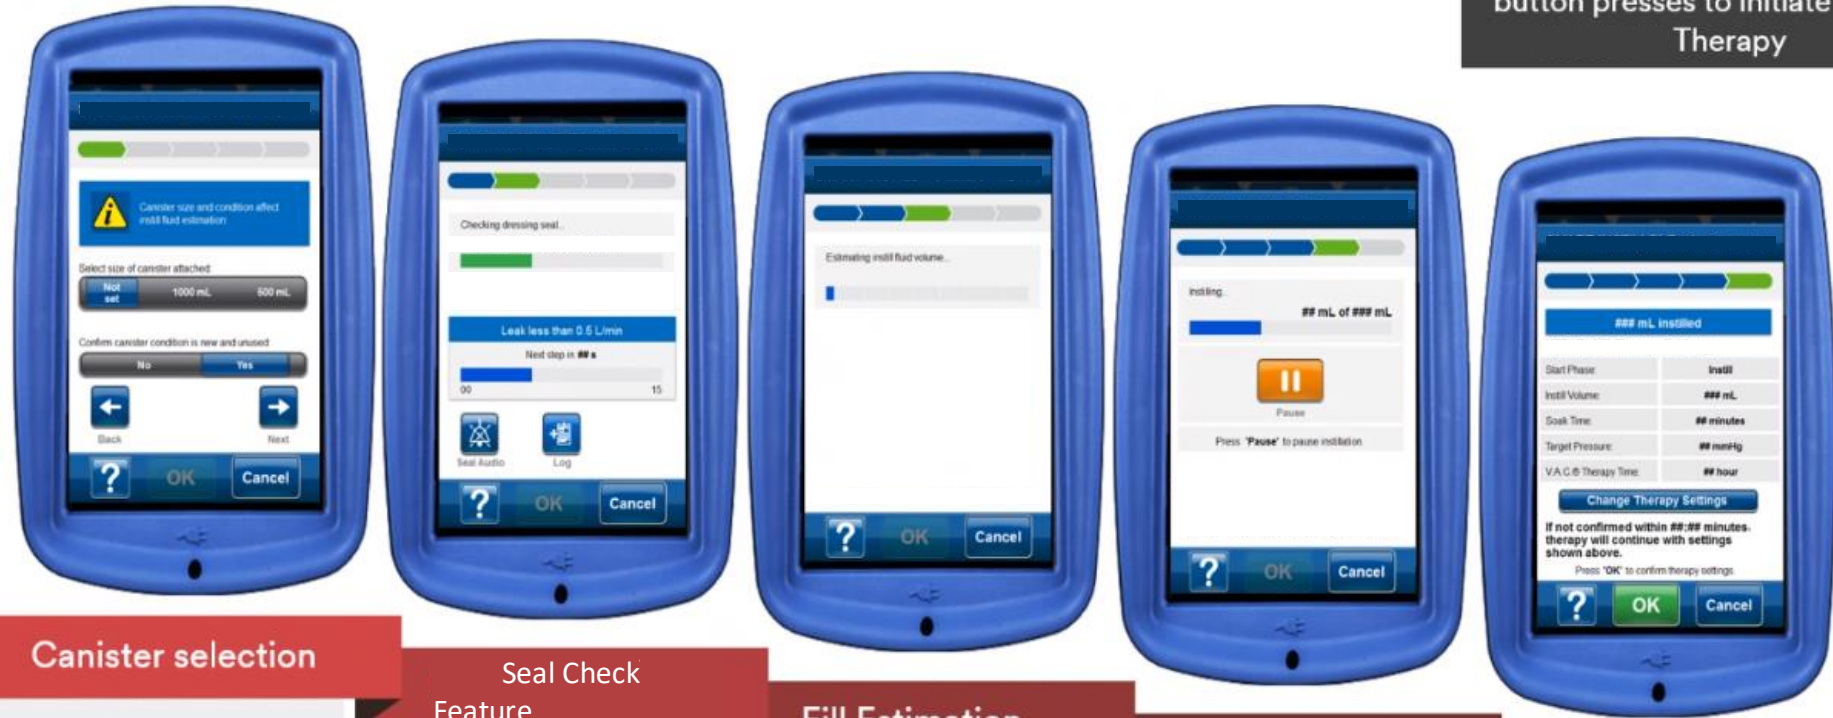 button presses to initiate
Therapy
Canister size and condition affect
instill fluid estimation
Select size of canister attached:
Not
set
1000 mL
500 mL
Confirm canister condition is new and unused
No
Yes
Back
Next
?
OK
Cancel
Canister selection
Checking dressing seal...
Leak less than 0.5 L/min
Next step in ## s
00
15
Seal Audio
Log
?
OK
Cancel
Seal Check
Feature
Estimating instill fluid volume...
?
OK
Cancel
Fill Estimation
Instilling...
## mL of ### mL
Pause
Press 'Pause' to pause instillation
?
OK
Cancel
### mL instilled
Start Phase: Instill
Instill Volume: ### mL
Soak Time: ## minutes
Target Pressure: ## mmHg
V.A.C.® Therapy Time: ## hour
Change Therapy Settings
If not confirmed within ##:## minutes-
therapy will continue with settings
shown above.
Press 'OK' to confirm therapy settings.
?
OK
Cancel